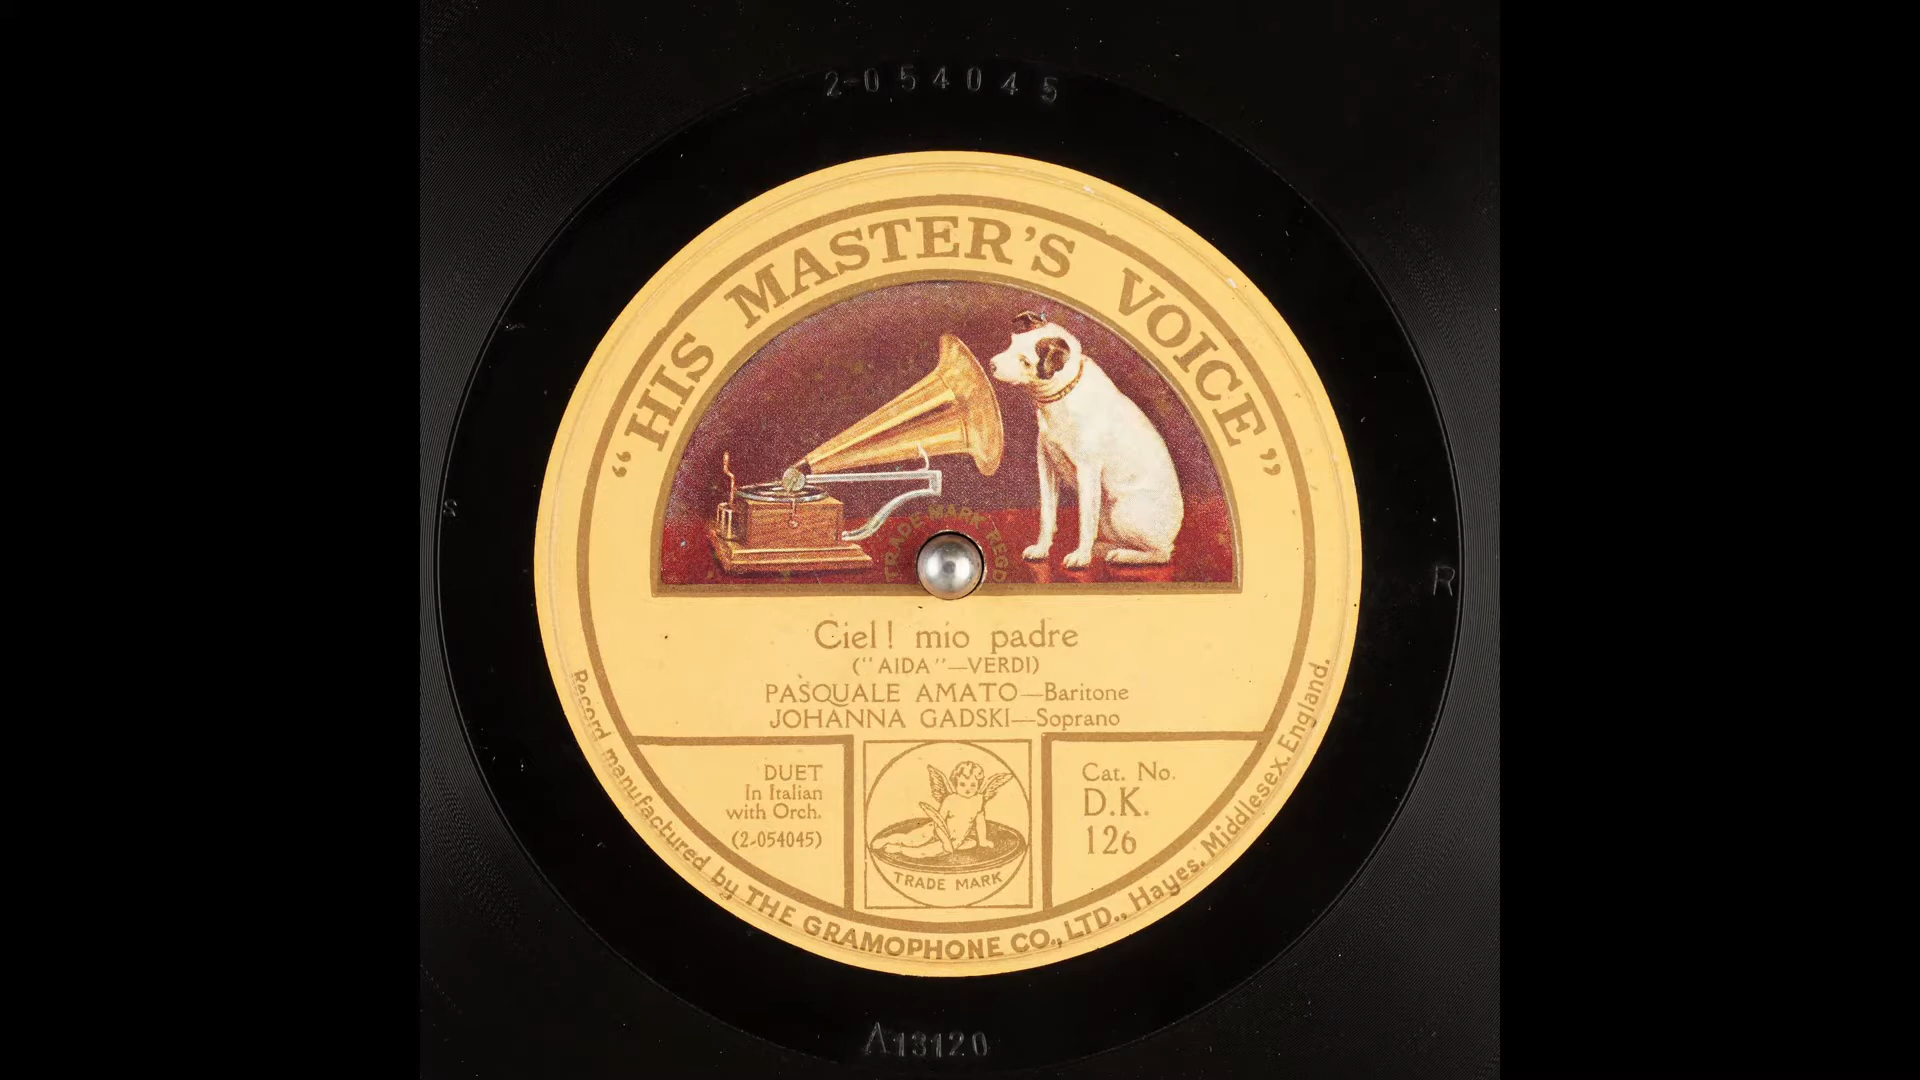 2-054045
"HIS MASTER'S VOICE"
TRADE MARK REGD
S
R
Ciel! mio padre
("AIDA"—VERDI)
PASQUALE AMATO—Baritone
JOHANNA GADSKI—Soprano
DUET
In Italian
with Orch.
(2-054045)
TRADE MARK
Cat. No.
D.K.
126
Record manufactured by THE GRAMOPHONE CO., LTD., Hayes, Middlesex, England.
A13120